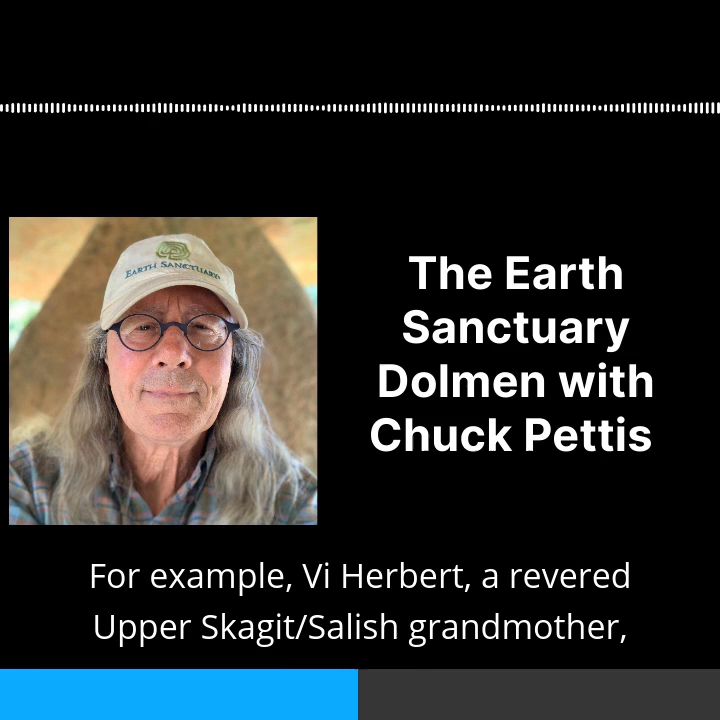 EARTH SANCTUARY
The Earth
Sanctuary
Dolmen with
Chuck Pettis
For example, Vi Herbert, a revered
Upper Skagit/Salish grandmother,